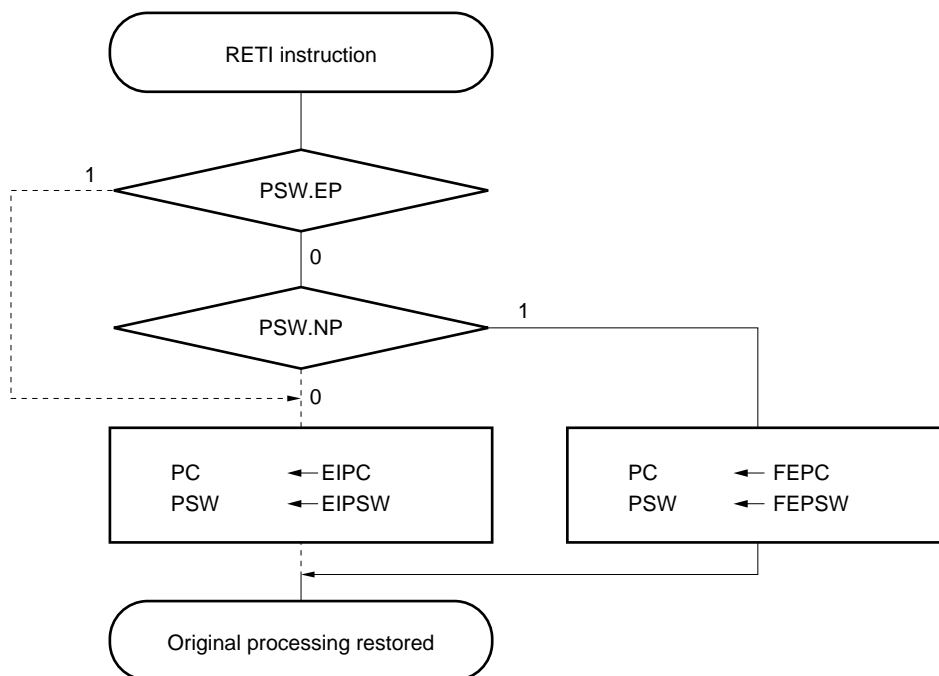 RETI instruction
1
PSW.EP
0
PSW.NP
1
0
PC ← EIPC
PSW ← EIPSW
PC ← FEPC
PSW ← FEPSW
Original processing restored